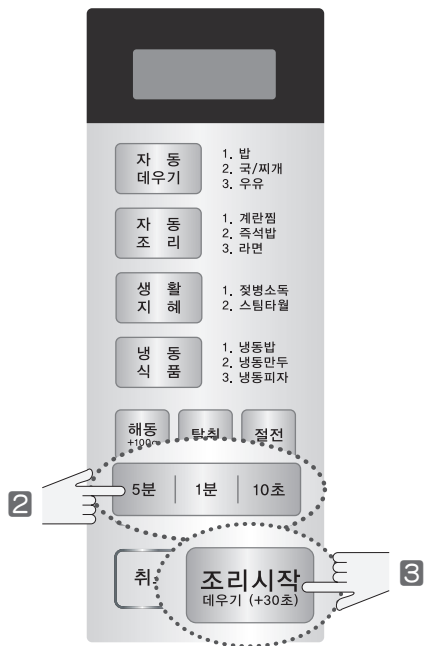 자 동
데우기
1. 밥
2. 국/찌개
3. 우유
자 동
조 리
1. 계란찜
2. 즉석밥
3. 라면
생 활
지 혜
1. 젖병소독
2. 스팀타월
냉 동
식 품
1. 냉동밥
2. 냉동만두
3. 냉동피자
해동 탈취 절전
+100g
2 5분 1분 10초
취
조리시작 3
데우기 (+30초)